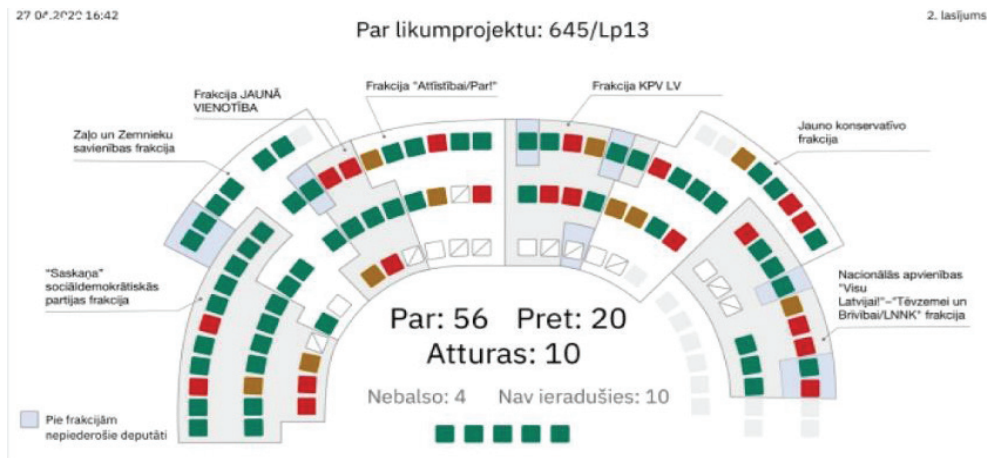 16:42
2. lasījums
Par likumprojektu: 645/Lp13
Frakcija "Attīstībai/Par!"
Frakcija KPV LV
Frakcija JAUNĀ
VIENOTĪBA
Jauno konservatīvo
frakcija
Zaļo un Zemnieku
savienības frakcija
"Saskaņa"
sociāldemokrātiskās
partijas frakcija
Nacionālās apvienības
"Visu
Latvijai!"–"Tēvzemei un
Brīvībai/LNNK" frakcija
Par: 56 Pret: 20
Atturas: 10
Nebalso: 4 Nav ieradušies: 10
Pie frakcijām
nepiederošie deputāti